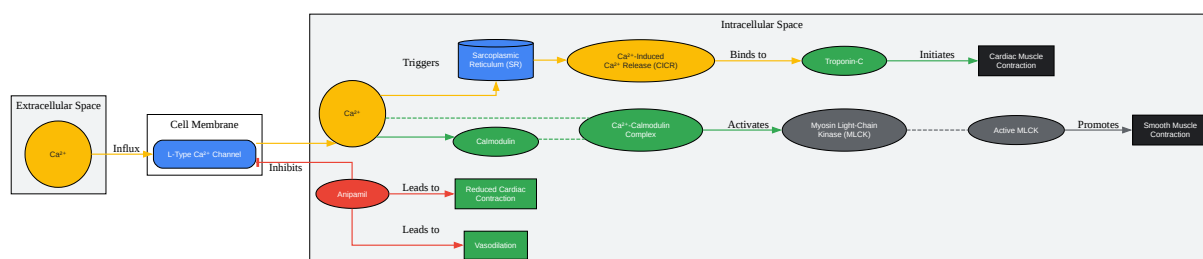 Intracellular Space
Sarcoplasmic
Reticulum (SR)
Triggers
Ca²⁺-Induced
Ca²⁺ Release (CICR)
Binds to
Troponin-C
Initiates
Cardiac Muscle
Contraction
Extracellular Space
Ca²⁺
Influx
Cell Membrane
L-Type Ca²⁺ Channel
Ca²⁺
Calmodulin
Ca²⁺-Calmodulin
Complex
Activates
Myosin Light-Chain
Kinase (MLCK)
Active MLCK
Promotes
Smooth Muscle
Contraction
Inhibits
Anipamil
Leads to
Reduced Cardiac
Contraction
Leads to
Vasodilation